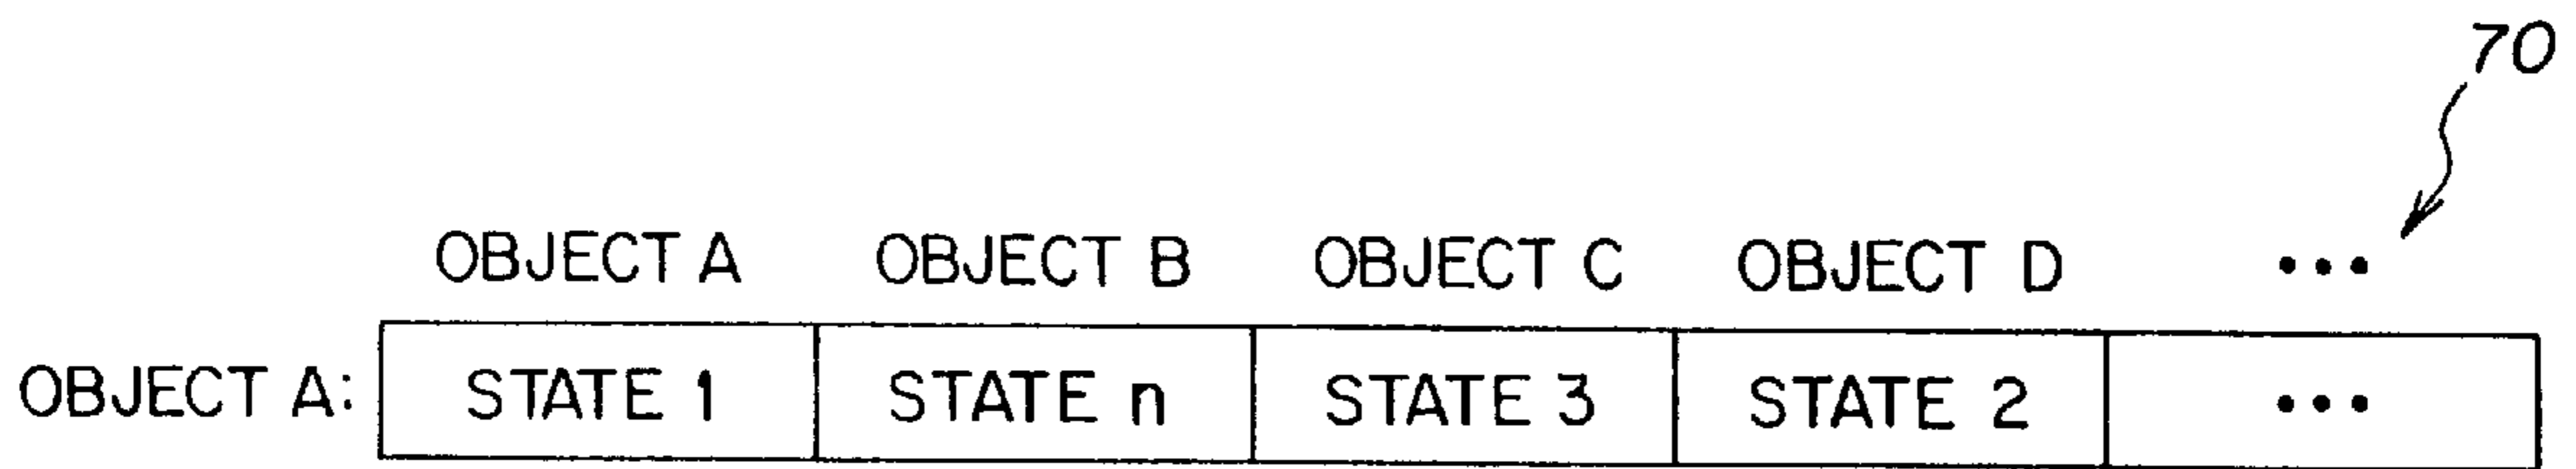 70
OBJECT A OBJECT B OBJECT C OBJECT D •••
OBJECT A: STATE 1 STATE n STATE 3 STATE 2 •••